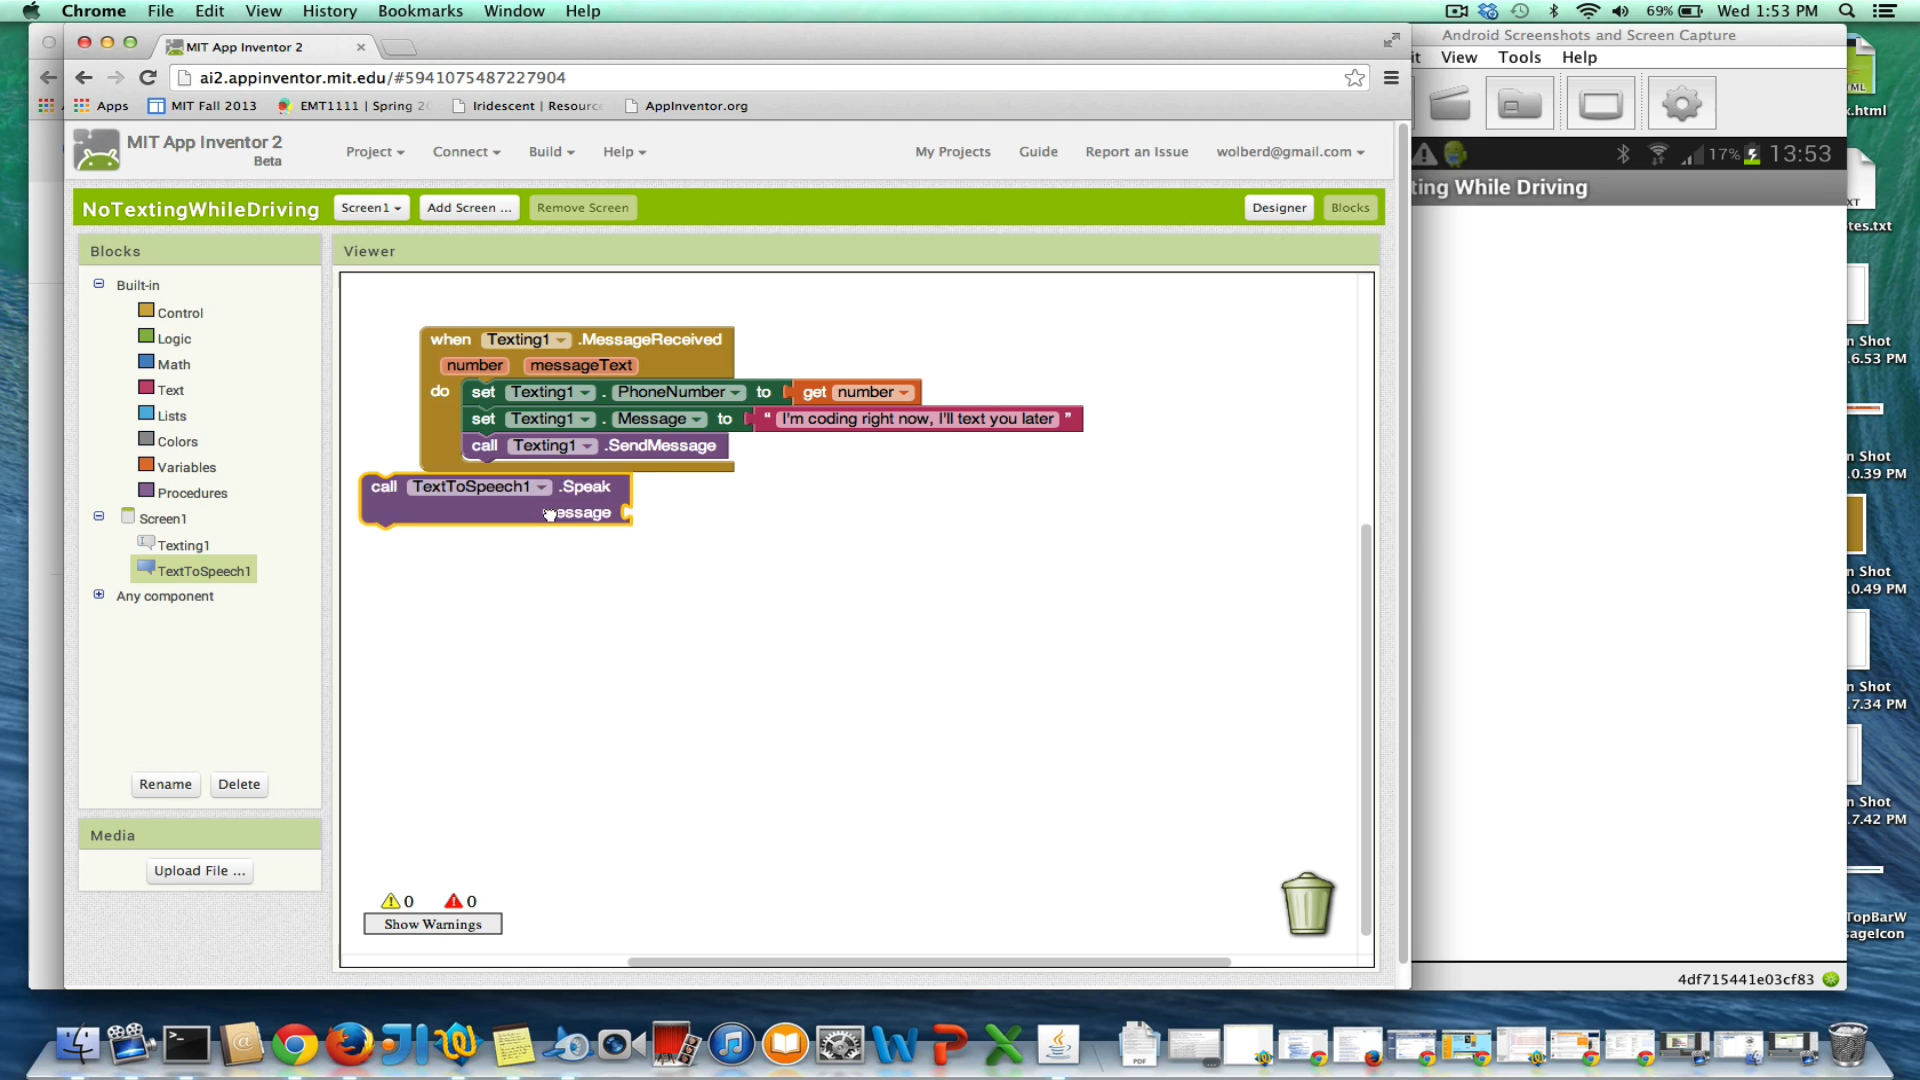 Chrome File Edit View History Bookmarks Window Help
69% Wed 1:53 PM
MIT App Inventor 2
Android Screenshots and Screen Capture
ai2.appinventor.mit.edu/#5941075487227904
it View Tools Help
Apps MIT Fall 2013 EMT1111 | Spring 2 Iridescent | Resourc AppInventor.org
MIT App Inventor 2
Beta
Project Connect Build Help My Projects Guide Report an Issue wolberd@gmail.com
17% 13:53
ting While Driving
NoTextingWhileDriving Screen1 Add Screen ... Remove Screen Designer Blocks
Blocks
Viewer
Built-in
Control
Logic
Math
Text
Lists
Colors
Variables
Procedures
Screen1
Texting1
TextToSpeech1
Any component
Rename Delete
Media
Upload File ...
when Texting1 .MessageReceived
number messageText
do set Texting1 . PhoneNumber to get number
set Texting1 . Message to " I'm coding right now, I'll text you later "
call Texting1 .SendMessage
call TextToSpeech1 .Speak
essage
0 0
Show Warnings
4df715441e03cf83
HTML
k.html
XT
tes.txt
n Shot
6.53 PM
n Shot
0.39 PM
n Shot
0.49 PM
n Shot
7.34 PM
n Shot
7.42 PM
TopBarW
sageIcon
PDF